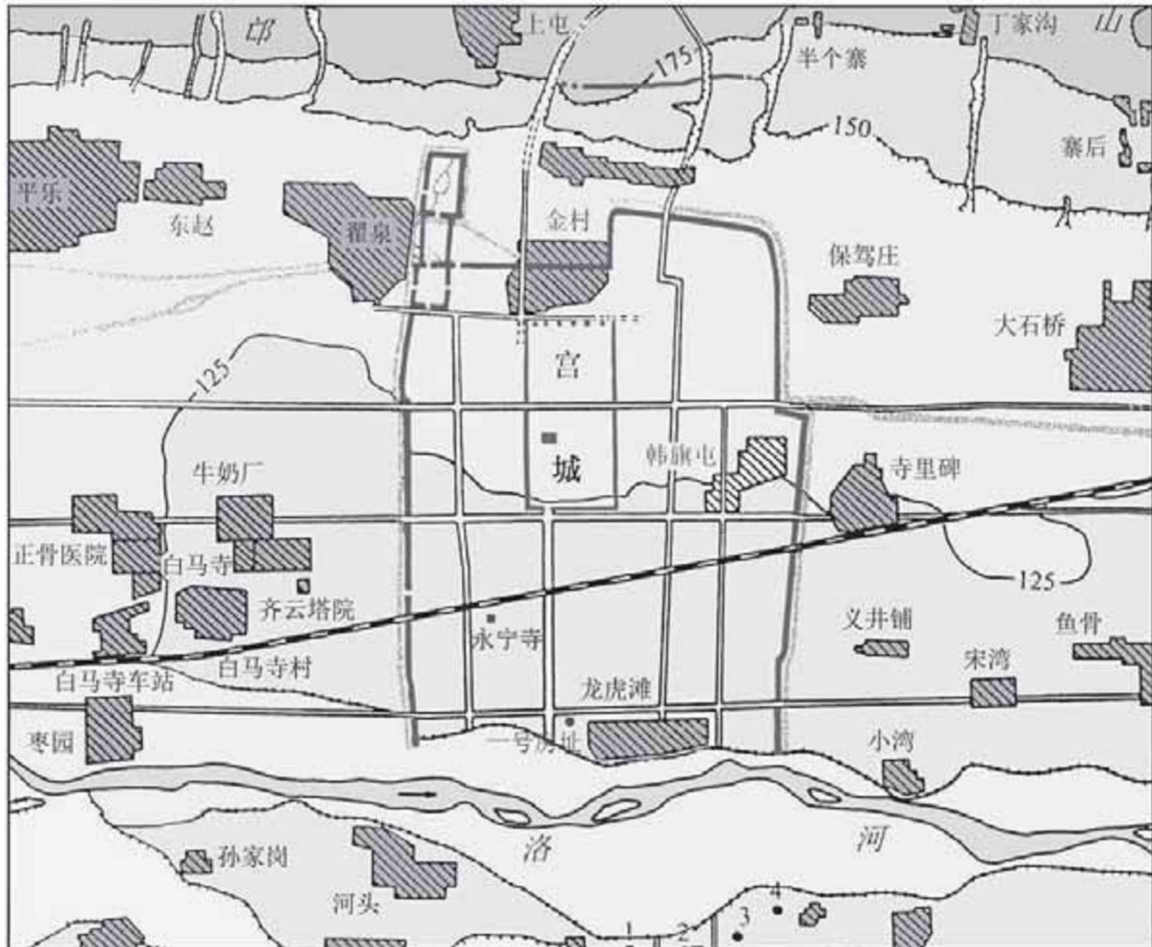 邙
上屯
丁家沟
山
半个寨
175
150
寨后
平乐
东赵
翟泉
金村
保驾庄
大石桥
宫
125
城
韩旗屯
寺里碑
牛奶厂
正骨医院
白马寺
齐云塔院
125
永宁寺
义井铺
鱼骨
宋湾
白马寺车站
白马寺村
龙虎滩
枣园
一号房址
小湾
洛
河
孙家岗
河头
1
2
3
4